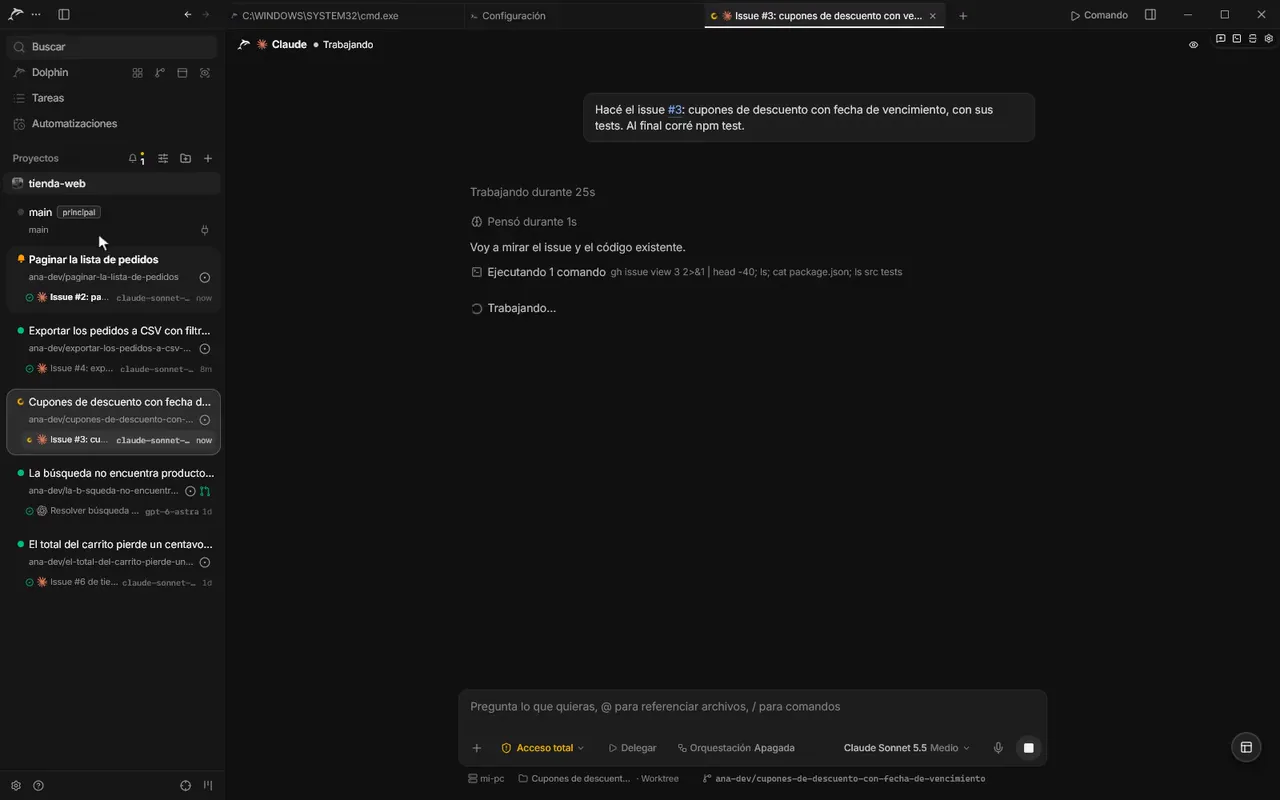 C:\WINDOWS\SYSTEM32\cmd.exe
Configuración
Issue #3: cupones de descuento con ve...
Comando
Buscar
Dolphin
Tareas
Automatizaciones
Proyectos
1
tienda-web
main principal
main
Paginar la lista de pedidos
ana-dev/paginar-la-lista-de-pedidos
Issue #2: pa... claude-sonnet-... now
Exportar los pedidos a CSV con filtr...
ana-dev/exportar-los-pedidos-a-csv-...
Issue #4: exp... claude-sonnet-... 8m
Cupones de descuento con fecha d...
ana-dev/cupones-de-descuento-con-...
Issue #3: cu... claude-sonnet-... now
La búsqueda no encuentra producto...
ana-dev/la-b-squeda-no-encuentr...
Resolver búsqueda ... gpt-6-astra 1d
El total del carrito pierde un centavo...
ana-dev/el-total-del-carrito-pierde-un...
Issue #6 de tie... claude-sonnet-... 1d
Claude Trabajando
Hacé el issue #3: cupones de descuento con fecha de vencimiento, con sus
tests. Al final corré npm test.
Trabajando durante 25s
Pensó durante 1s
Voy a mirar el issue y el código existente.
Ejecutando 1 comando gh issue view 3 2>&1 | head -40; ls; cat package.json; ls src tests
Trabajando...
Pregunta lo que quieras, @ para referenciar archivos, / para comandos
Acceso total
Delegar
Orquestación Apagada
Claude Sonnet 5.5 Medio
mi-pc
Cupones de descuent... · Worktree
ana-dev/cupones-de-descuento-con-fecha-de-vencimiento